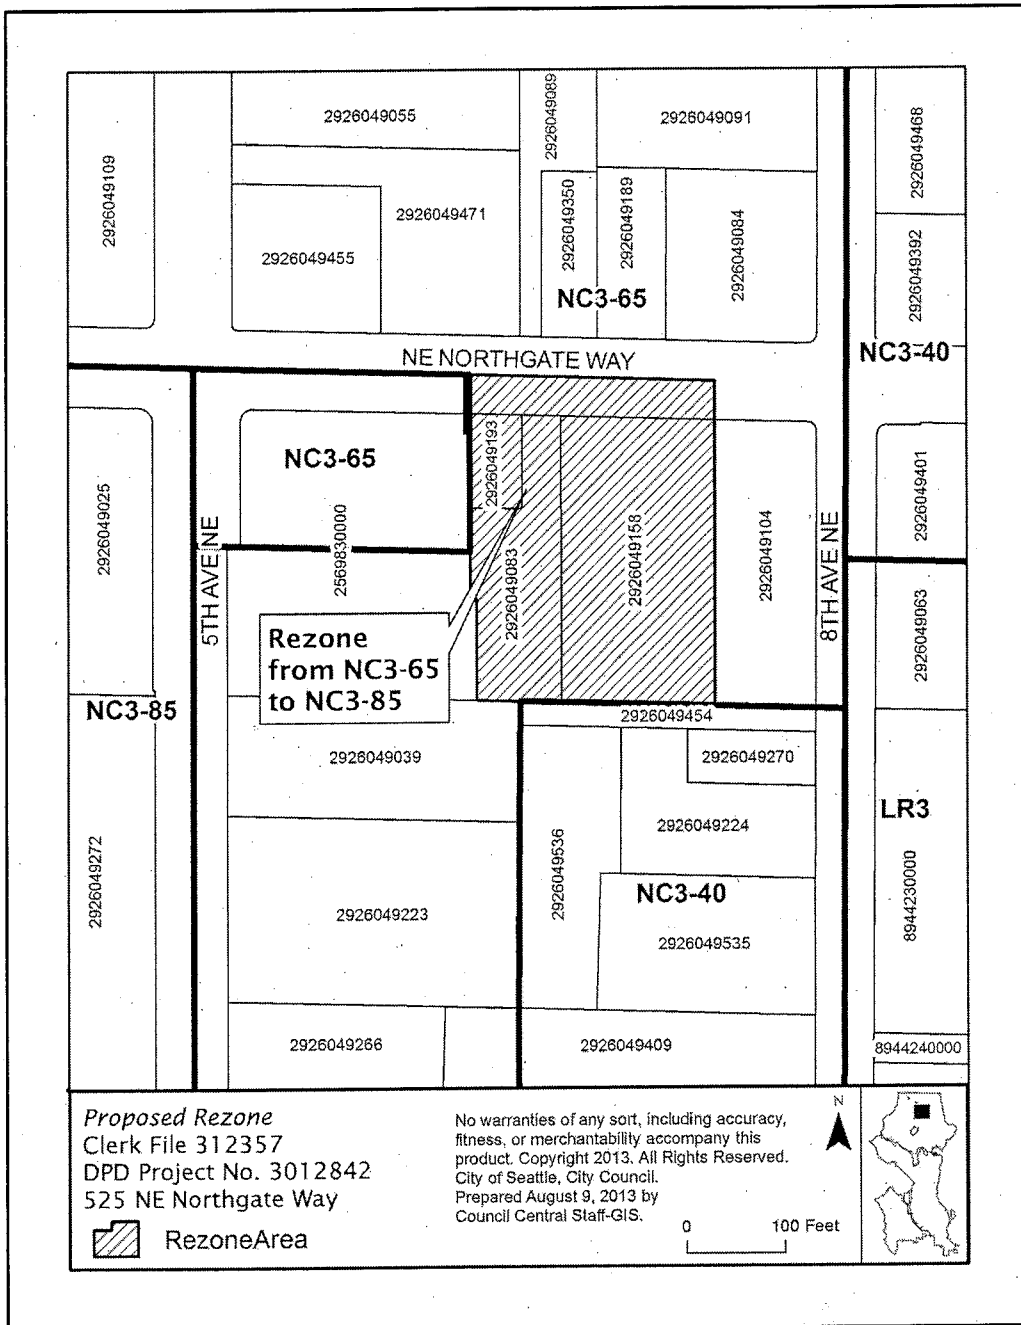 2926049055
2926049089
2926049091
2926049468
2926049109
2926049350
2926049189
2926049471
2926049084
2926049392
2926049455
NC3-65
NE NORTHGATE WAY
NC3-40
NC3-65
2926049193
2926049025
2926049401
2569830000
2926049083
2926049158
2926049104
5TH AVE NE
8TH AVE NE
2926049063
Rezone
from NC3-65
to NC3-85
NC3-85
2926049454
2926049039
2926049270
LR3
2926049224
2926049272
2926049536
NC3-40
8944230000
2926049223
2926049535
2926049266
2926049409
8944240000
Proposed Rezone
Clerk File 312357
DPD Project No. 3012842
525 NE Northgate Way
RezoneArea
No warranties of any sort, including accuracy,
fitness, or merchantability accompany this
product. Copyright 2013, All Rights Reserved.
City of Seattle, City Council.
Prepared August 9, 2013 by
Council Central Staff-GIS.
N
0 100 Feet